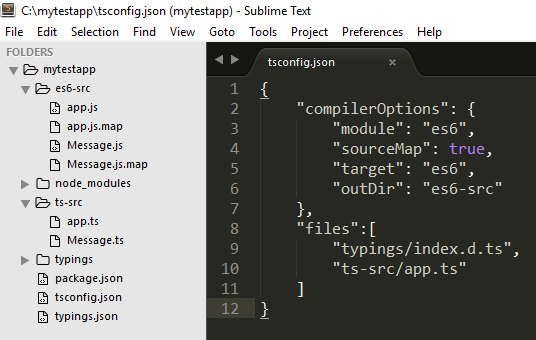 C:\mytestapp\tsconfig.json (mytestapp) - Sublime Text
File Edit Selection Find View Goto Tools Project Preferences Help
FOLDERS
mytestapp
es6-src
app.js
app.js.map
Message.js
Message.js.map
node_modules
ts-src
app.ts
Message.ts
typings
package.json
tsconfig.json
typings.json
tsconfig.json ×
1 {
2 "compilerOptions": {
3 "module": "es6",
4 "sourceMap": true,
5 "target": "es6",
6 "outDir": "es6-src"
7 },
8 "files":[
9 "typings/index.d.ts",
10 "ts-src/app.ts"
11 ]
12 }